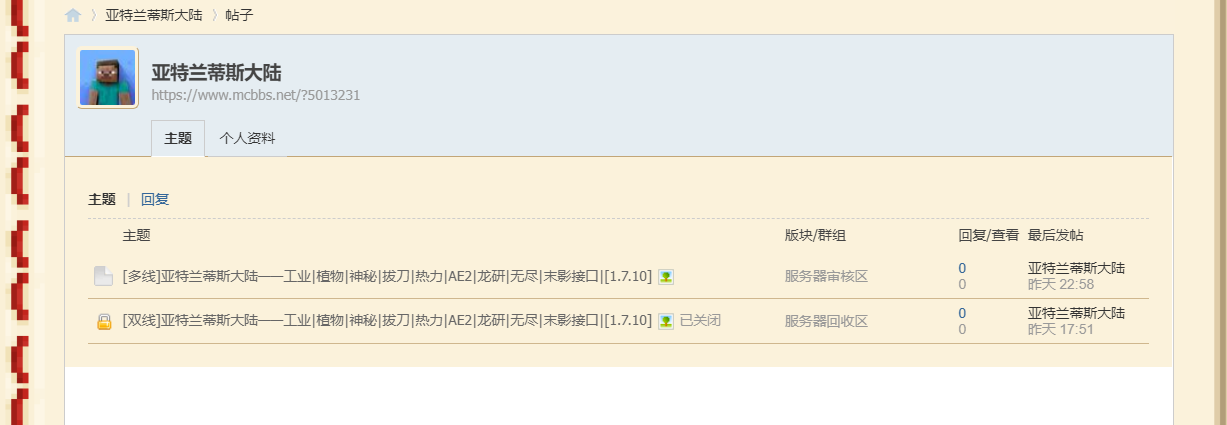 亚特兰蒂斯大陆 帖子
亚特兰蒂斯大陆
https://www.mcbbs.net/?5013231
主题 个人资料
主题 | 回复
主题 版块/群组 回复/查看 最后发帖
[多线]亚特兰蒂斯大陆——工业|植物|神秘|拔刀|热力|AE2|龙研|无尽|末影接口|[1.7.10] 服务器审核区 0 亚特兰蒂斯大陆
0 昨天 22:58
[双线]亚特兰蒂斯大陆——工业|植物|神秘|拔刀|热力|AE2|龙研|无尽|末影接口|[1.7.10] 已关闭 服务器回收区 0 亚特兰蒂斯大陆
0 昨天 17:51